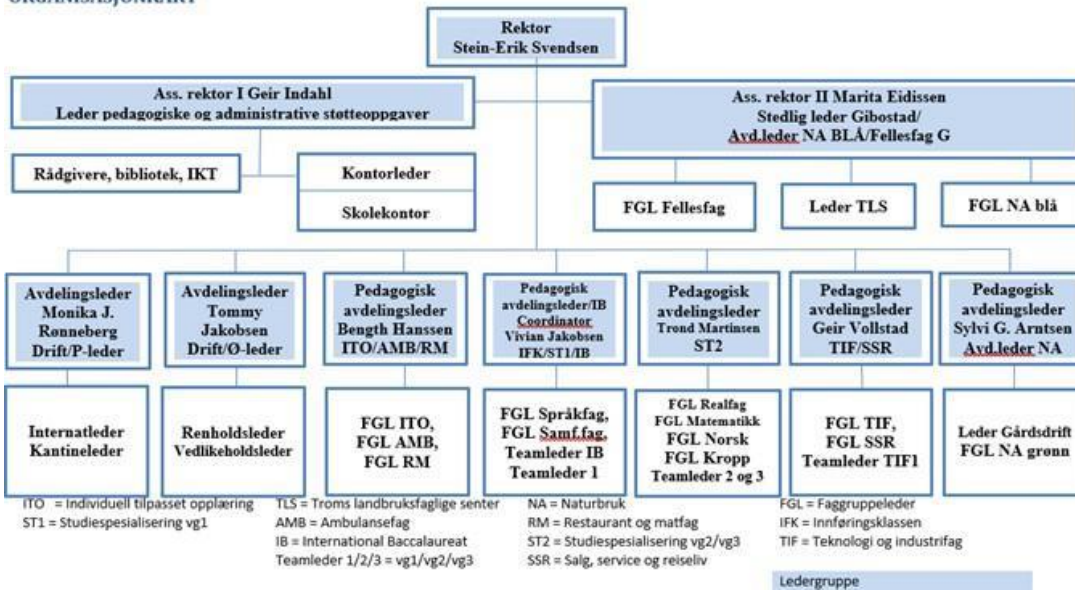 ORGANISASJONKART
Rektor
Stein-Erik Svendsen
Ass. rektor I Geir Indahl
Leder pedagogiske og administrative støtteoppgaver
Ass. rektor II Marita Eidissen
Stedlig leder Gibostad/
Avd.leder NA BLÅ/Fellesfag G
Rådgivere, bibliotek, IKT
Kontorleder
Skolekontor
FGL Fellesfag
Leder TLS
FGL NA blå
Avdelingsleder
Monika J.
Rønneberg
Drift/P-leder
Avdelingsleder
Tommy
Jakobsen
Drift/Ø-leder
Pedagogisk
avdelingsleder
Bength Hanssen
ITO/AMB/RM
Pedagogisk
avdelingsleder/IB
Coordinator
Vivian Jakobsen
IFK/ST1/IB
Pedagogisk
avdelingsleder
Trond Martinsen
ST2
Pedagogisk
avdelingsleder
Geir Vollstad
TIF/SSR
Pedagogisk
avdelingsleder
Sylvi G. Arntsen
Avd.leder NA
Internatleder
Kantineleder
Renholdsleder
Vedlikeholdsleder
FGL ITO,
FGL AMB,
FGL RM
FGL Språkfag,
FGL Samf.fag,
Teamleder IB
Teamleder 1
FGL Realfag
FGL Matematikk
FGL Norsk
FGL Kropp
Teamleder 2 og 3
FGL TIF,
FGL SSR
Teamleder TIF1
Leder Gårdsdrift
FGL NA grønn
ITO = Individuell tilpasset opplæring
ST1 = Studiespesialisering vg1
TLS = Troms landbruksfaglige senter
AMB = Ambulansefag
IB = International Baccalaureat
Teamleder 1/2/3 = vg1/vg2/vg3
NA = Naturbruk
RM = Restaurant og matfag
ST2 = Studiespesialisering vg2/vg3
SSR = Salg, service og reiseliv
FGL = Faggruppeleder
IFK = Innføringsklassen
TIF = Teknologi og industrifag
Ledergruppe